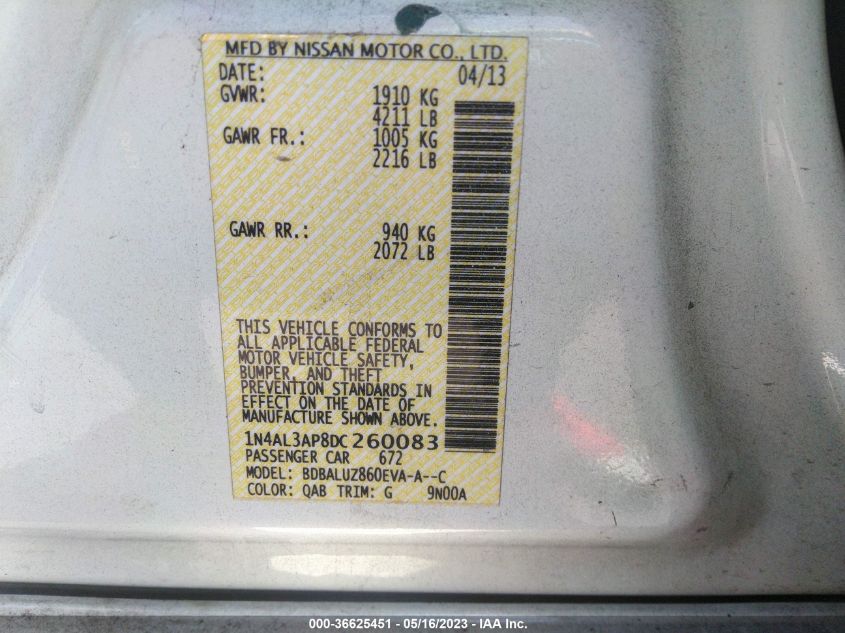 MFD BY NISSAN MOTOR CO., LTD.
DATE: 04/13
GVWR: 1910 KG
4211 LB
GAWR FR.: 1005 KG
2216 LB
GAWR RR.: 940 KG
2072 LB
THIS VEHICLE CONFORMS TO
ALL APPLICABLE FEDERAL
MOTOR VEHICLE SAFETY,
BUMPER, AND THEFT
PREVENTION STANDARDS IN
EFFECT ON THE DATE OF
MANUFACTURE SHOWN ABOVE.
1N4AL3AP8DC260083
PASSENGER CAR 672
MODEL: BDBALUZ860EVA-A--C
COLOR: QAB TRIM: G 9N00A
000-36625451 - 05/16/2023 - IAA Inc.